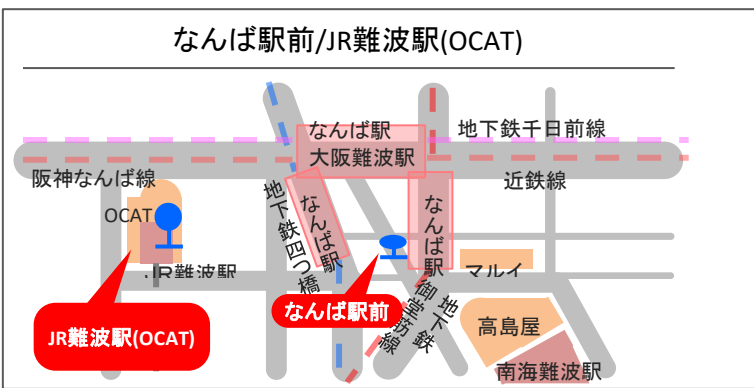 なんば駅前/JR難波駅(OCAT)
なんば駅
大阪難波駅
地下鉄千日前線
阪神なんば線
近鉄線
OCAT
JR難波駅
地下鉄四つ橋
なんば駅
なんば駅
マルイ
なんば駅前
地下鉄
御堂筋線
JR難波駅(OCAT)
高島屋
南海難波駅